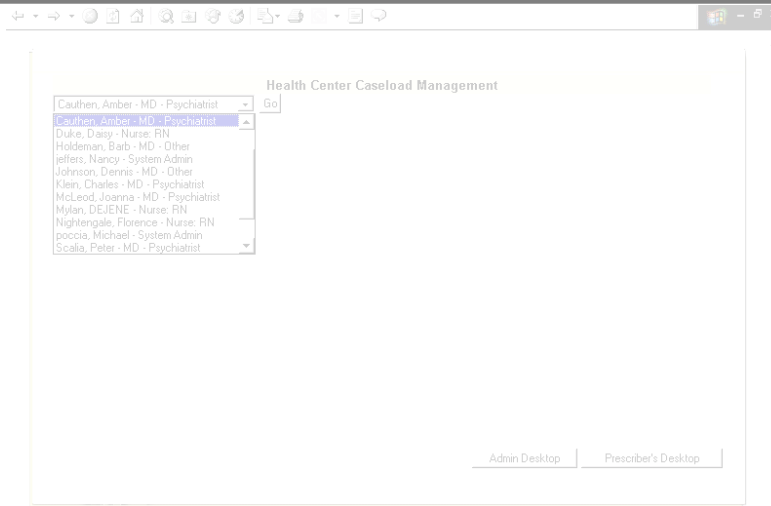 Health Center Caseload Management
Cauthen, Amber - MD - Psychiatrist Go
Cauthen, Amber - MD - Psychiatrist
Duke, Daisy - Nurse: RN
Holdeman, Barb - MD - Other
jeffers, Nancy - System Admin
Johnson, Dennis - MD - Other
Klein, Charles - MD - Psychiatrist
McLeod, Joanna - MD - Psychiatrist
Mylan, DEJENE - Nurse: RN
Nightengale, Florence - Nurse: RN
poccia, Michael - System Admin
Scalia, Peter - MD - Psychiatrist
Admin Desktop Prescriber's Desktop